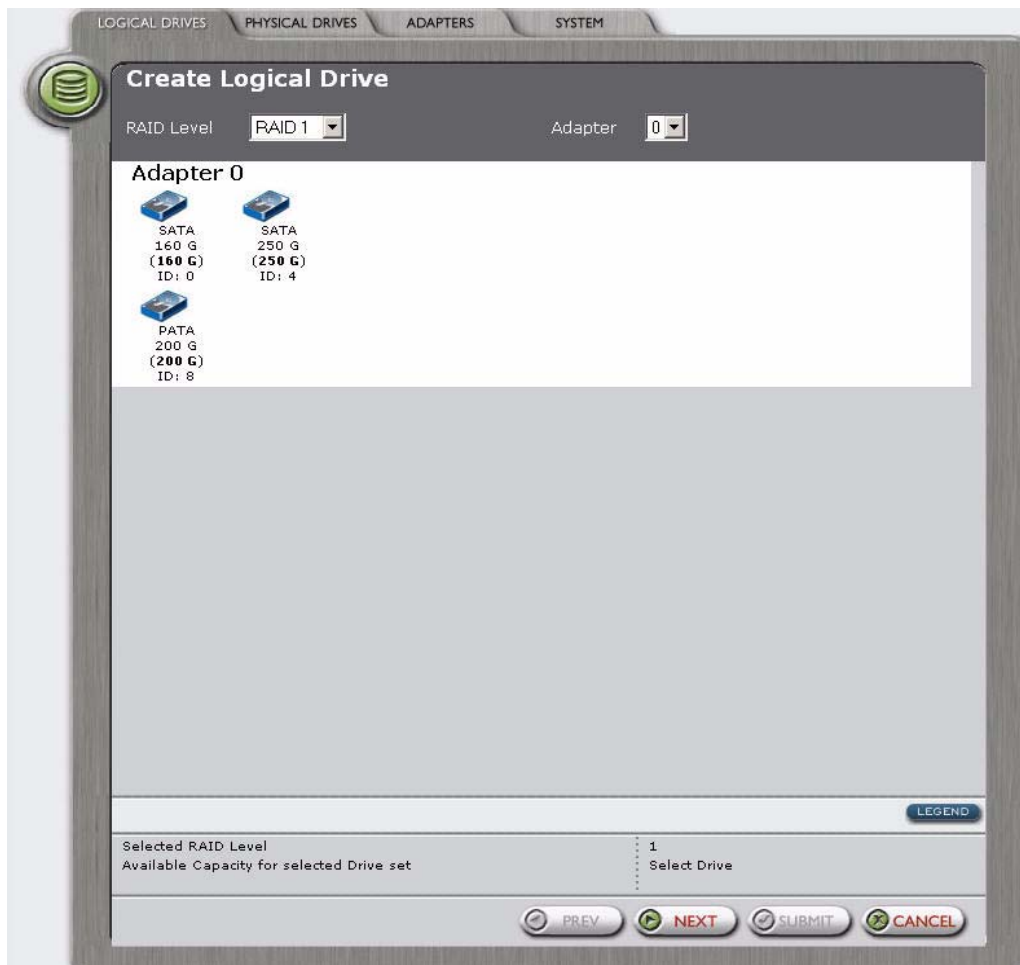 LOGICAL DRIVES PHYSICAL DRIVES ADAPTERS SYSTEM
Create Logical Drive
RAID Level RAID 1 Adapter 0
Adapter 0
SATA
160 G
(160 G)
ID: 0
SATA
250 G
(250 G)
ID: 4
PATA
200 G
(200 G)
ID: 8
LEGEND
Selected RAID Level 1
Available Capacity for selected Drive set Select Drive
PREV NEXT SUBMIT CANCEL